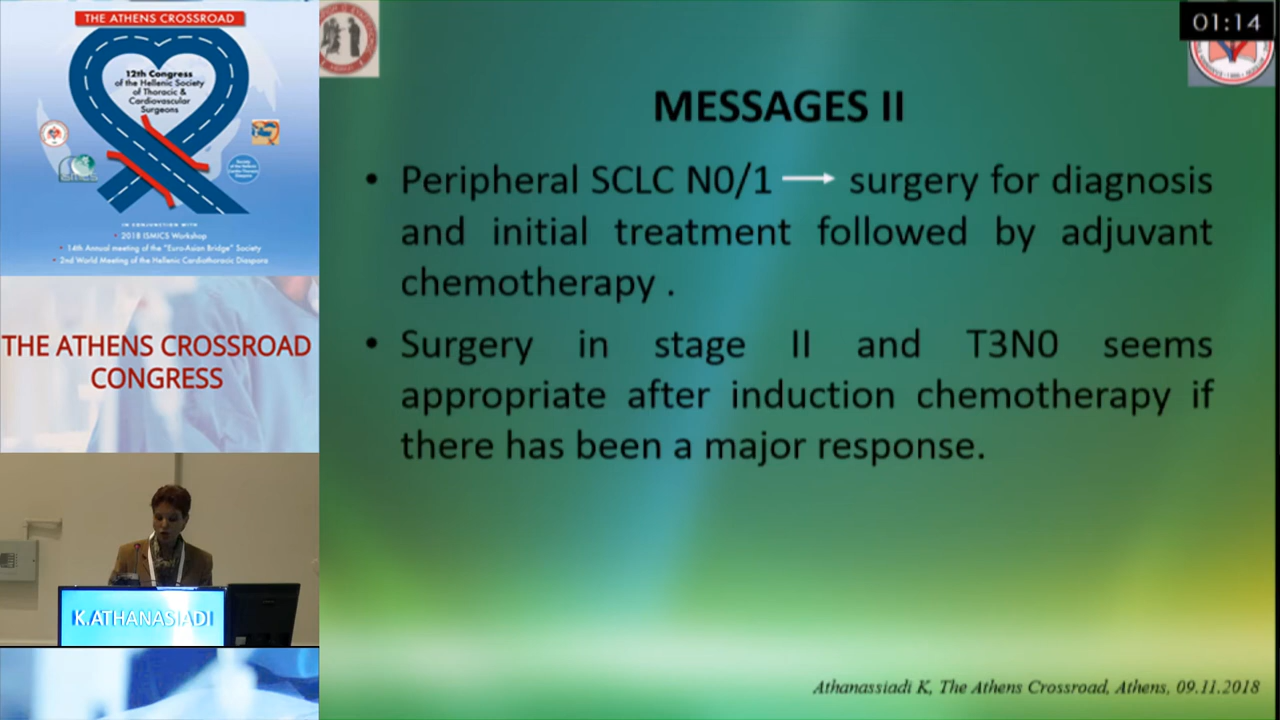 THE ATHENS CROSSROAD
12th Congress
of the Hellenic Society
of Thoracic &
Cardiovascular
Surgeons
IN CONJUNCTION WITH
• 2018 ISMICS Workshop
• 14th Annual meeting of the "Euro-Asian Bridge" Society
• 2nd World Meeting of the Hellenic Cardiothoracic Diaspora
THE ATHENS CROSSROAD
CONGRESS
K.ATHANASIADI
01:14
MESSAGES II
• Peripheral SCLC N0/1 → surgery for diagnosis
and initial treatment followed by adjuvant
chemotherapy .
• Surgery in stage II and T3N0 seems
appropriate after induction chemotherapy if
there has been a major response.
Athanassiadi K, The Athens Crossroad, Athens, 09.11.2018